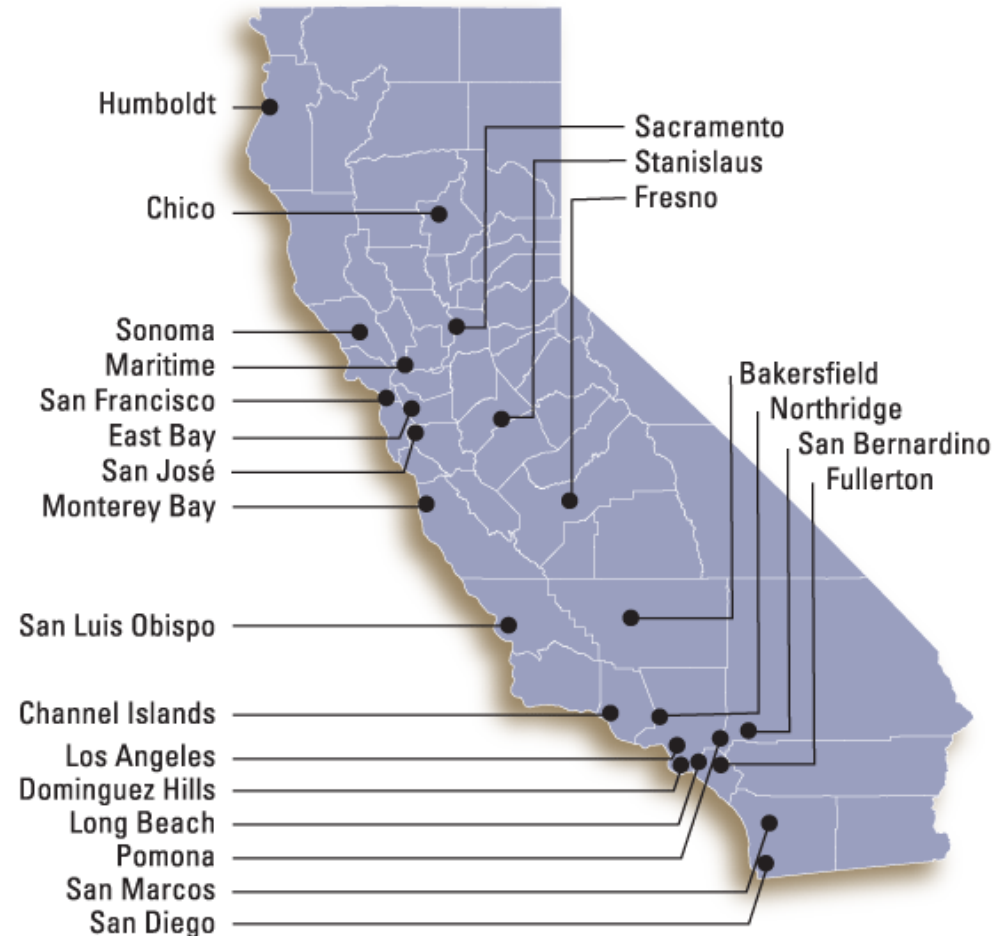 Humboldt
Chico
Sonoma
Maritime
San Francisco
East Bay
San José
Monterey Bay
San Luis Obispo
Channel Islands
Los Angeles
Dominguez Hills
Long Beach
Pomona
San Marcos
San Diego
Sacramento
Stanislaus
Fresno
Bakersfield
Northridge
San Bernardino
Fullerton